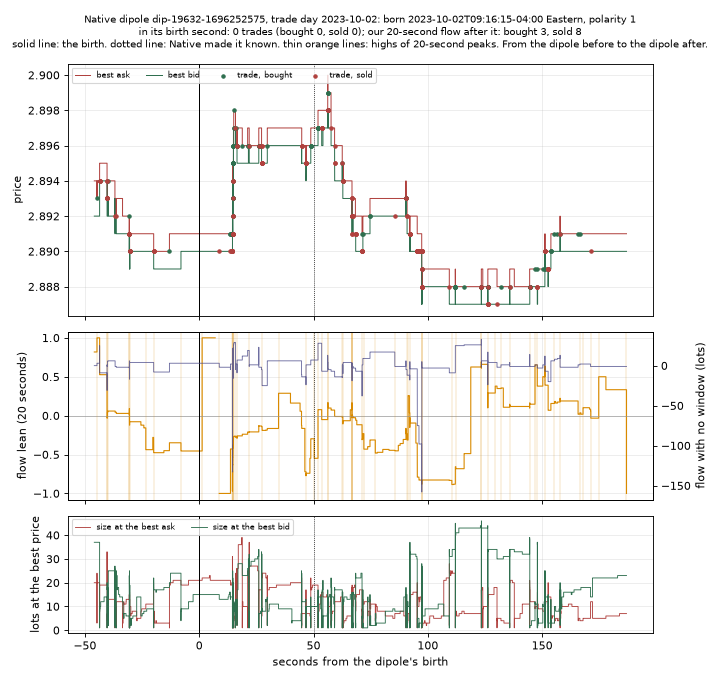 Native dipole dip-19632-1696252575, trade day 2023-10-02: born 2023-10-02T09:16:15-04:00 Eastern, polarity 1
in its birth second: 0 trades (bought 0, sold 0); our 20-second flow after it: bought 3, sold 8
solid line: the birth. dotted line: Native made it known. thin orange lines: highs of 20-second peaks. From the dipole before to the dipole after.
best ask best bid trade, bought trade, sold
2.900
2.898
2.896
2.894
2.892
2.890
2.888
price
1.0
0.5
0.0
−0.5
−1.0
flow lean (20 seconds)
0
−50
−100
−150
flow with no window (lots)
size at the best ask size at the best bid
40
30
20
10
0
lots at the best price
−50 0 50 100 150
seconds from the dipole's birth